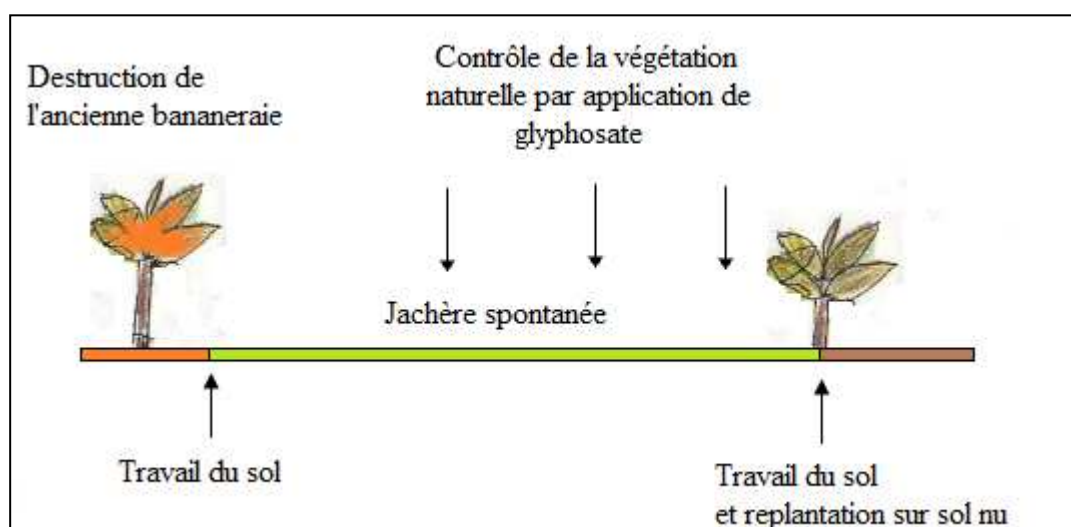 Destruction de
l'ancienne bananeraie
Contrôle de la végétation
naturelle par application de
glyphosate
Jachère spontanée
Travail du sol
Travail du sol
et replantation sur sol nu